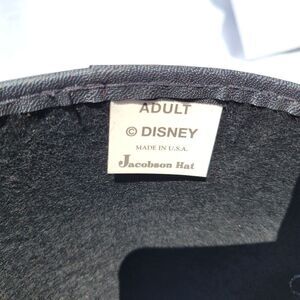 ADULT
© DISNEY
MADE IN U.S.A.
Jacobson Hat